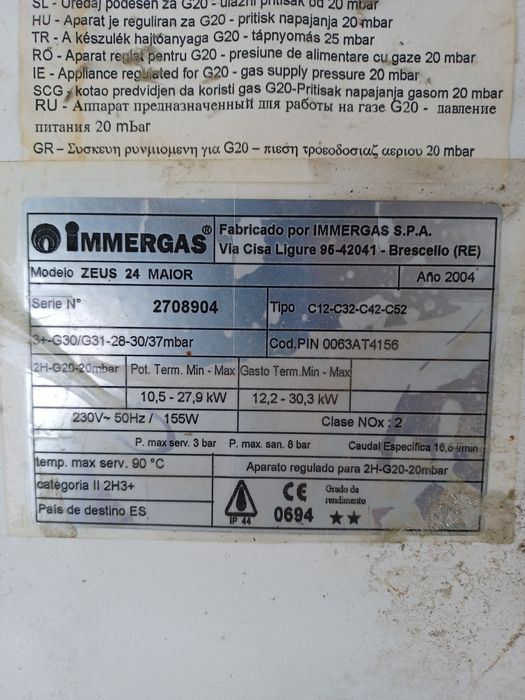 SL - Uredaj podešen za G20 - ulazni pritisak od 20 mbar
HU - Aparat je reguliran za G20 - pritisk napajanja 20 mbar
TR - A készülék hajtóanyaga G20 - tápnyomás 25 mbar
RO - Aparat reglat pentru G20 - presiune de alimentare cu gaze 20 mbar
IE - Appliance regulated for G20 - gas supply pressure 20 mbar
SCG - kotao predvidjen da koristi gas G20-Pritisak napajanja gasom 20 mbar
RU - Аппарат предназначенный для работы на газе G20 - давление
питания 20 mbar
GR – Συσκευη ρυνμιομενη για G20 – πιεση τροεοδοσιαζ αεριου 20 mbar
IMMERGAS®
Fabricado por IMMERGAS S.P.A.
Via Cisa Ligure 95-42041 - Brescello (RE)
Modelo ZEUS 24 MAIOR
Año 2004
Serie N° 2708904
Tipo C12-C32-C42-C52
3+-G30/G31-28-30/37mbar
Cod.PIN 0063AT4156
2H-G20-20mbar
Pot. Term. Min - Max
Gasto Term.Min - Max
10,5 - 27,9 kW
12,2 - 30,3 kW
230V~ 50Hz / 155W
Clase NOx : 2
P. max serv. 3 bar P. max. san. 8 bar Caudal Especifica 16,6 l/min
temp. max serv. 90 °C
Aparato regulado para 2H-G20-20mbar
categoria II 2H3+
País de destino ES
IP 44
CE
0694
Grado de
rendimento
★★